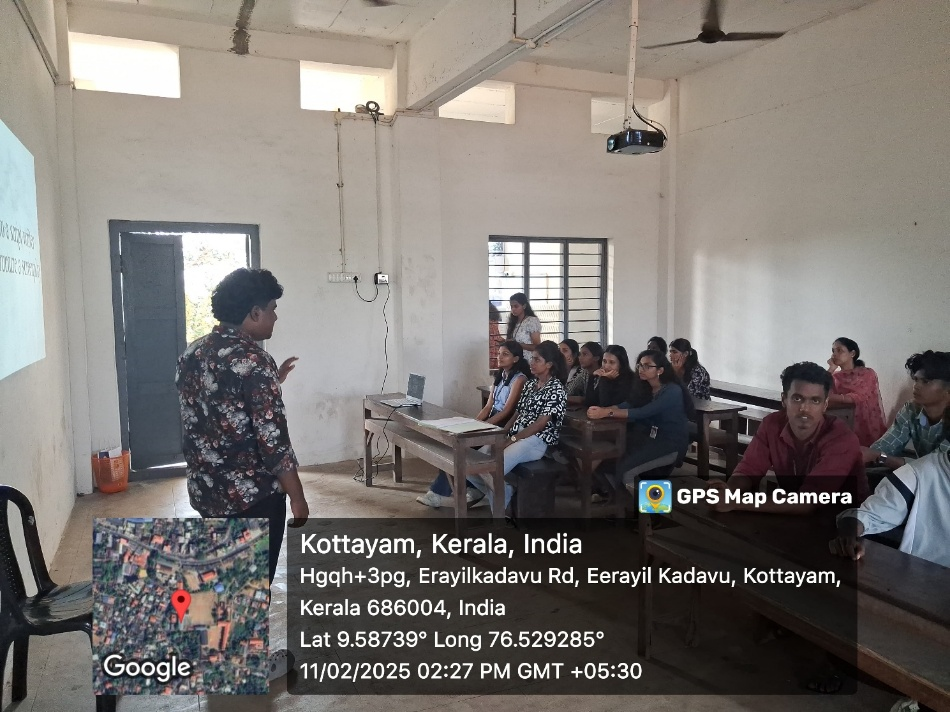 GPS Map Camera
Kottayam, Kerala, India
Hgqh+3pg, Erayilkadavu Rd, Eerayil Kadavu, Kottayam,
Kerala 686004, India
Lat 9.58739° Long 76.529285°
11/02/2025 02:27 PM GMT +05:30
Google